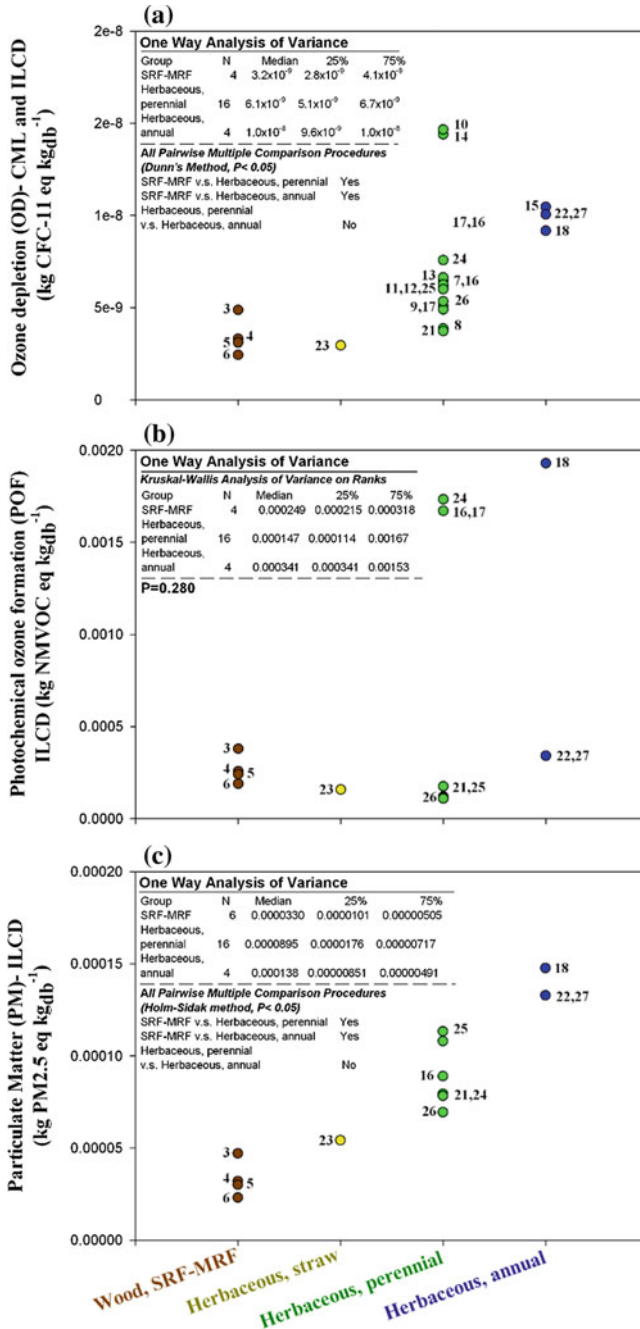 (a)
Ozone depletion (OD)- CML and ILCD
(kg CFC-11 eq kgdb-1)
2e-8
2e-8
1e-8
5e-9
0
One Way Analysis of Variance
Group N Median 25% 75%
SRF-MRF 4 3.2x10-9 2.8x10-9 4.1x10-9
Herbaceous,
perennial 16 6.1x10-9 5.1x10-9 6.7x10-9
Herbaceous,
annual 4 1.0x10-8 9.6x10-9 1.0x10-8
All Pairwise Multiple Comparison Procedures
(Dunn's Method, P< 0.05)
SRF-MRF v.s. Herbaceous, perennial Yes
SRF-MRF v.s. Herbaceous, annual Yes
Herbaceous, perennial
v.s. Herbaceous, annual No
10
14
15
22,27
17,16
18
24
13
7,16
11,12,25
26
9,17
8
21
3
4
5
6
23
(b)
Photochemical ozone formation (POF)
ILCD (kg NMVOC eq kgdb-1)
0.0020
0.0015
0.0010
0.0005
0.0000
One Way Analysis of Variance
Kruskal-Wallis Analysis of Variance on Ranks
Group N Median 25% 75%
SRF-MRF 4 0.000249 0.000215 0.000318
Herbaceous,
perennial 16 0.000147 0.000114 0.00167
Herbaceous,
annual 4 0.000341 0.000341 0.00153
P=0.280
18
24
16,17
3
4
5
6
23
21,25
26
22,27
(c)
Particulate Matter (PM)- ILCD
(kg PM2.5 eq kgdb-1)
0.00020
0.00015
0.00010
0.00005
0.00000
One Way Analysis of Variance
Group N Median 25% 75%
SRF-MRF 6 0.0000330 0.0000101 0.00000505
Herbaceous,
perennial 16 0.0000895 0.0000176 0.00000717
Herbaceous,
annual 4 0.000138 0.00000851 0.00000491
All Pairwise Multiple Comparison Procedures
(Holm-Sidak method, P< 0.05)
SRF-MRF v.s. Herbaceous, perennial Yes
SRF-MRF v.s. Herbaceous, annual Yes
Herbaceous, perennial
v.s. Herbaceous, annual No
18
22,27
25
16
21,24
26
23
3
4
5
6
Wood, SRF-MRF
Herbaceous, straw
Herbaceous, perennial
Herbaceous, annual